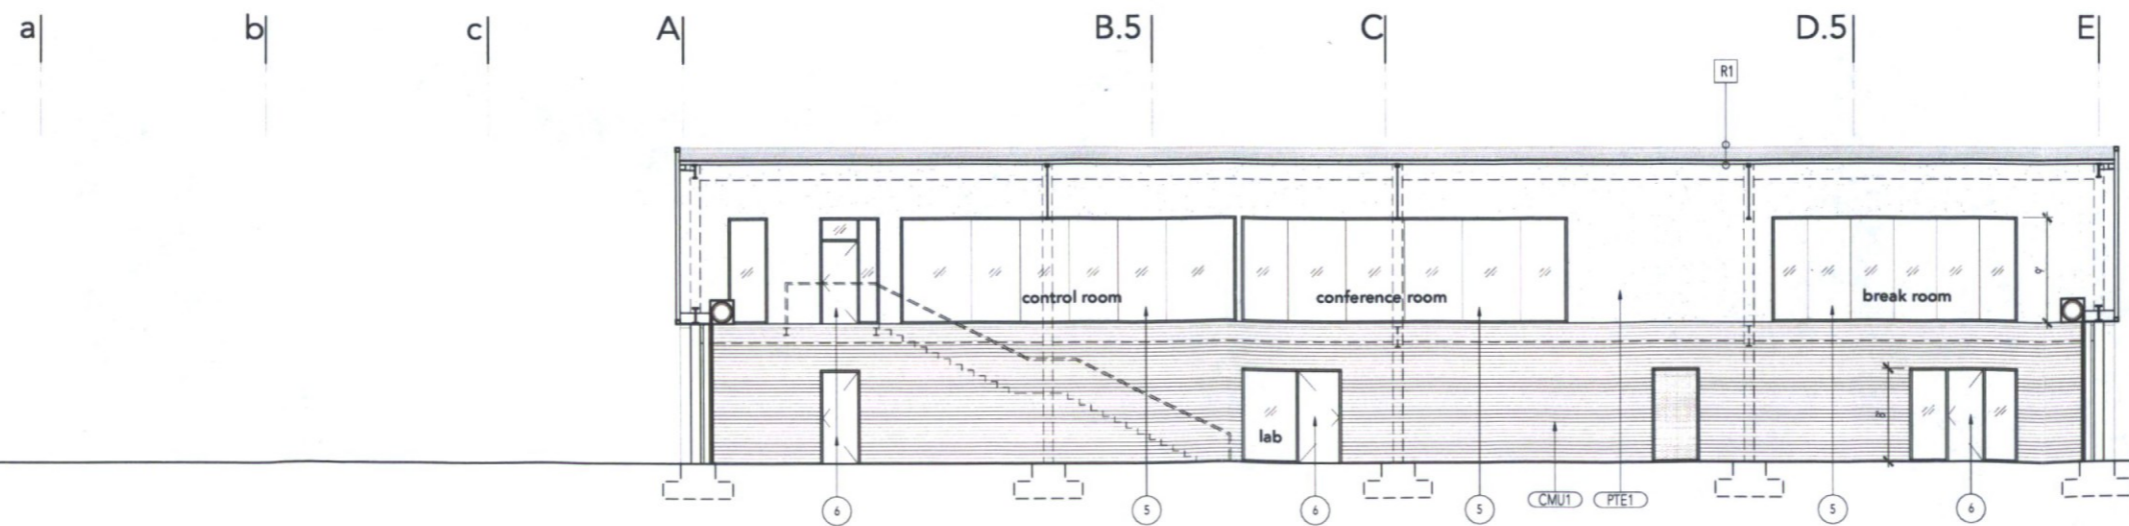 a b c A B.5 C D.5 E
R1
control room conference room break room
lab
6 5 6 5 CMU1 PTE1 5 6